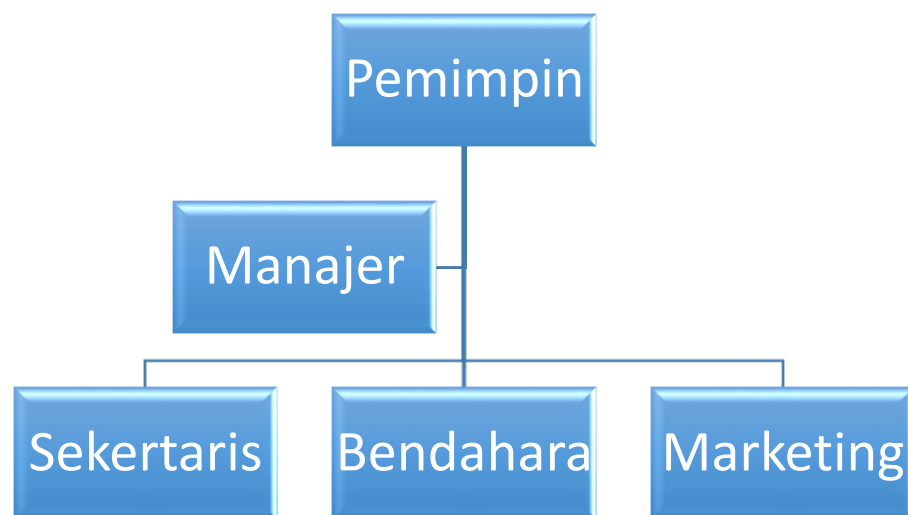 Pemimpin
Manajer
Sekertaris
Bendahara
Marketing